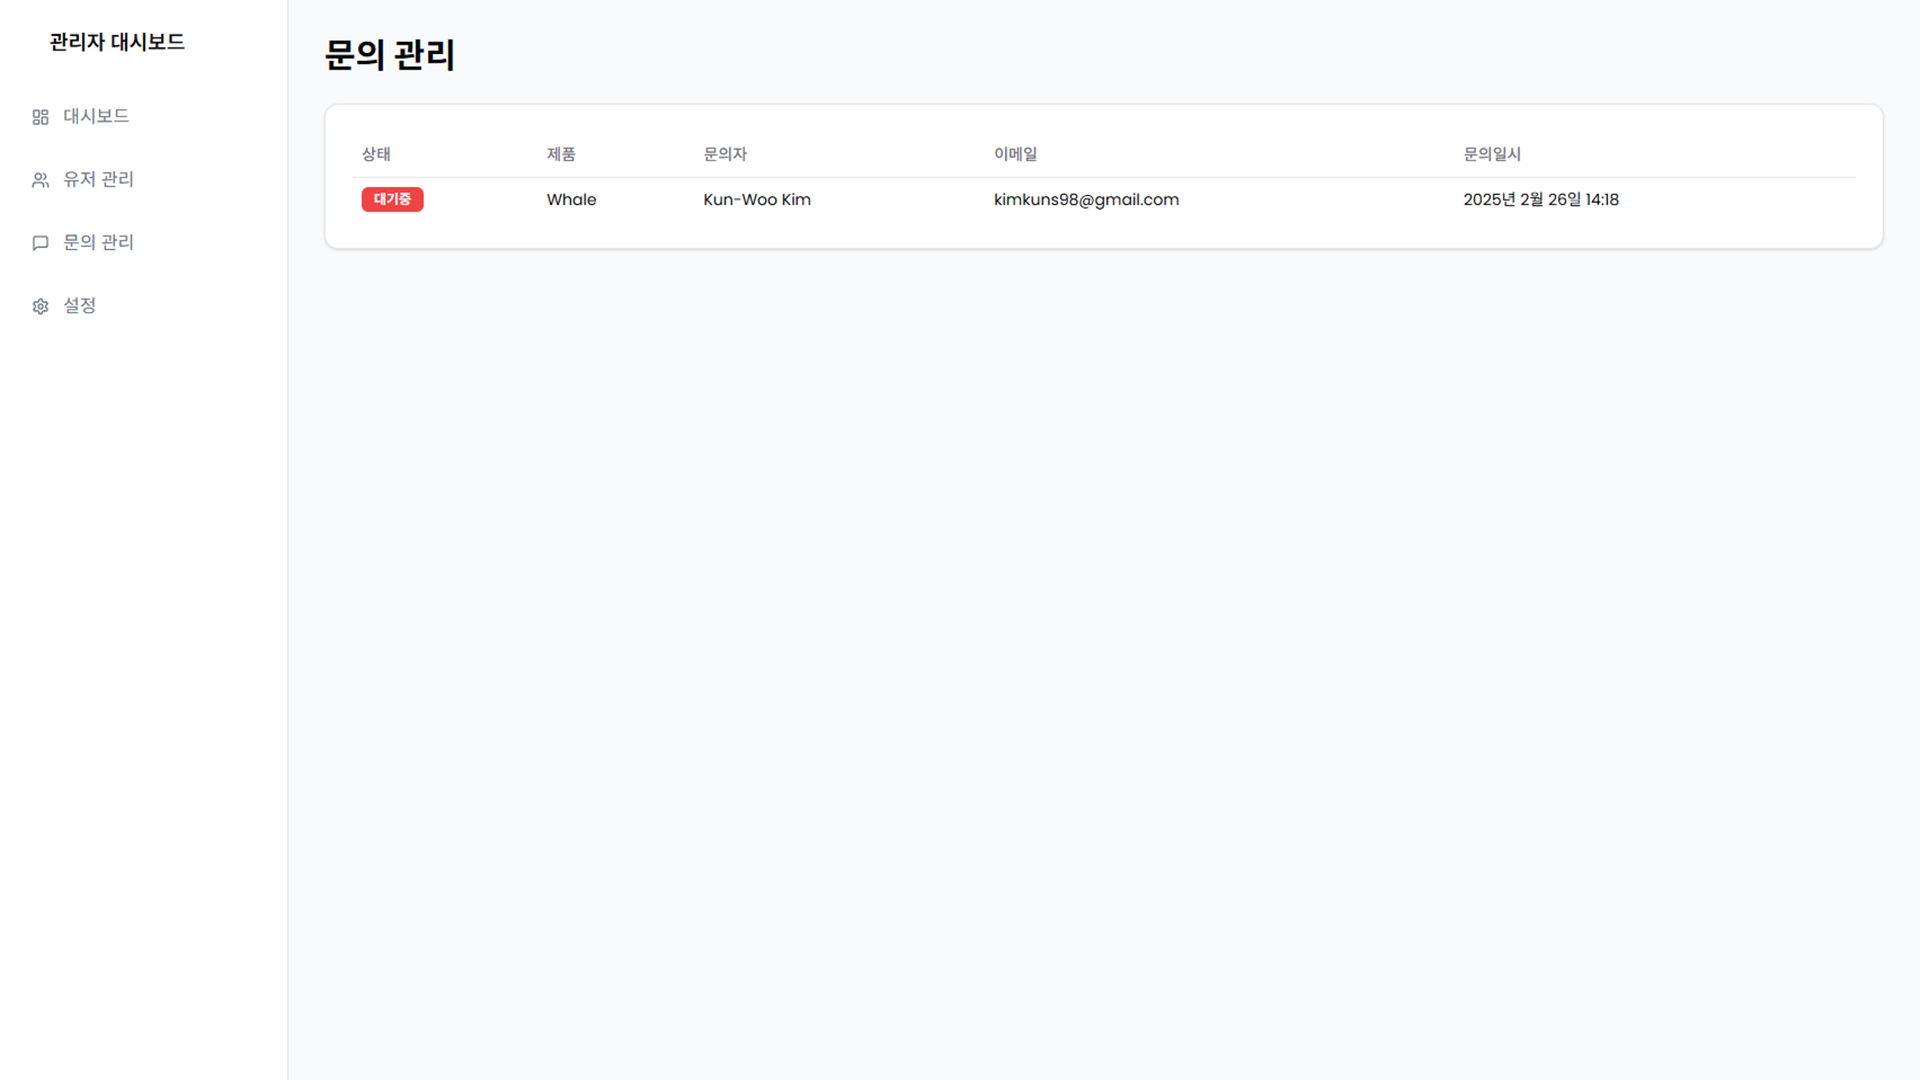 관리자 대시보드
대시보드
유저 관리
문의 관리
설정
문의 관리
상태 제품 문의자 이메일 문의일시
대기중 Whale Kun-Woo Kim kimkuns98@gmail.com 2025년 2월 26일 14:18